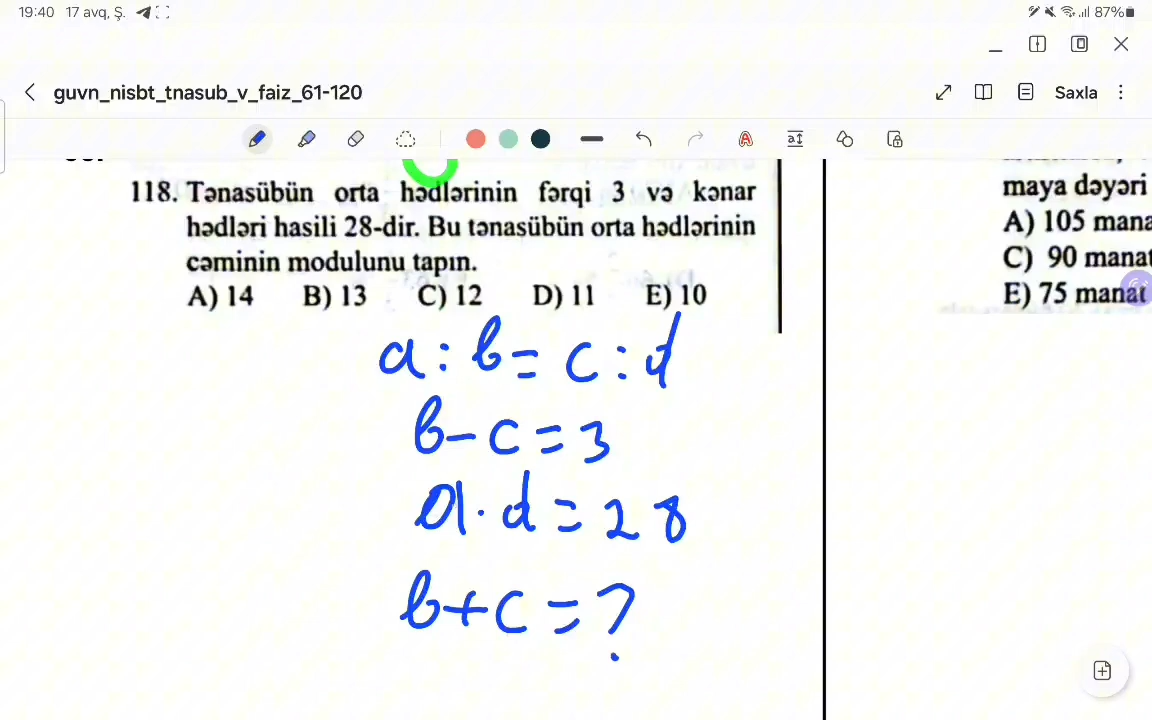 19:40 17 avq, Ş. 87%
guvn_nisbt_tnasub_v_faiz_61-120
Saxla
118. Tənasübün orta hədlərinin fərqi 3 və kənar
hədləri hasili 28-dir. Bu tənasübün orta hədlərinin
cəminin modulunu tapın.
A) 14 B) 13 C) 12 D) 11 E) 10
maya dəyəri
A) 105 mana
C) 90 manat
E) 75 manat
a : b = c : d
b - c = 3
a · d = 28
b + c = ?